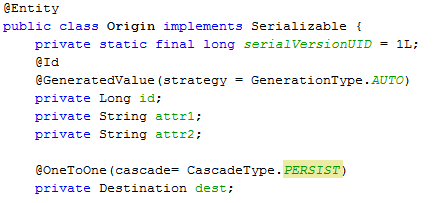 @Entity
public class Origin implements Serializable {
    private static final long serialVersionUID = 1L;
    @Id
    @GeneratedValue(strategy = GenerationType.AUTO)
    private Long id;
    private String attr1;
    private String attr2;
    @OneToOne(cascade= CascadeType.PERSIST)
    private Destination dest;